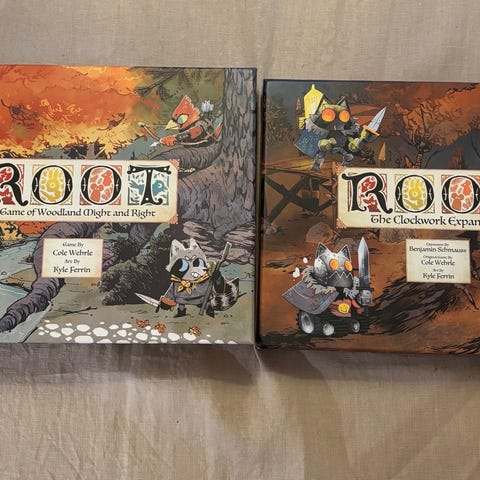 ROOT
Game of Woodland Might and Right
Game By
Cole Wehrle
Art By
Kyle Ferrin
ROO
The Clockwork Expan
Expansion By
Benjamin Schmauss
Original Game By
Cole Wehrle
Art By
Kyle Ferrin